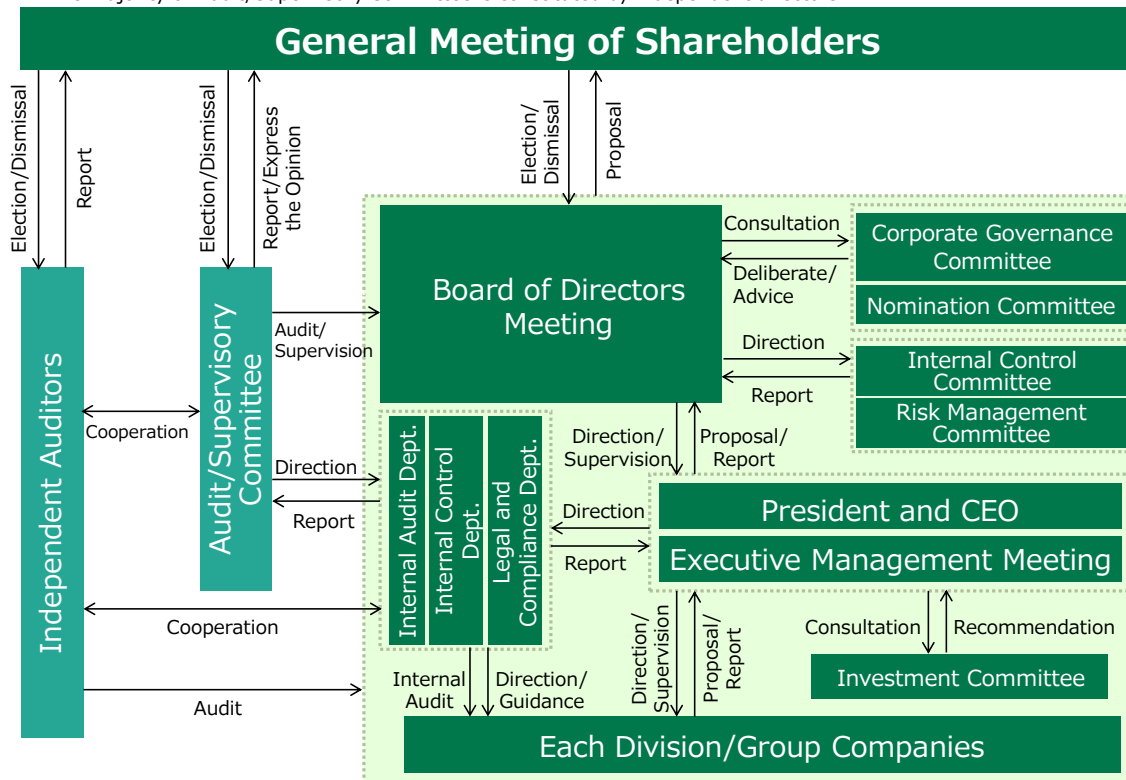 General Meeting of Shareholders
Election/Dismissal
Report
Election/Dismissal
Report/Express
the Opinion
Election/
Dismissal
Proposal
Board of Directors
Meeting
Consultation
Deliberate/
Advice
Corporate Governance
Committee
Nomination Committee
Audit/
Supervision
Direction
Report
Internal Control
Committee
Risk Management
Committee
Independent Auditors
Audit/Supervisory
Committee
Cooperation
Direction
Report
Internal Audit Dept.
Internal Control
Dept.
Legal and
Compliance Dept.
Direction/
Supervision
Proposal/
Report
Direction
Report
President and CEO
Executive Management Meeting
Cooperation
Audit
Internal
Audit
Direction/
Guidance
Direction/
Supervision
Proposal/
Report
Consultation
Recommendation
Investment Committee
Each Division/Group Companies